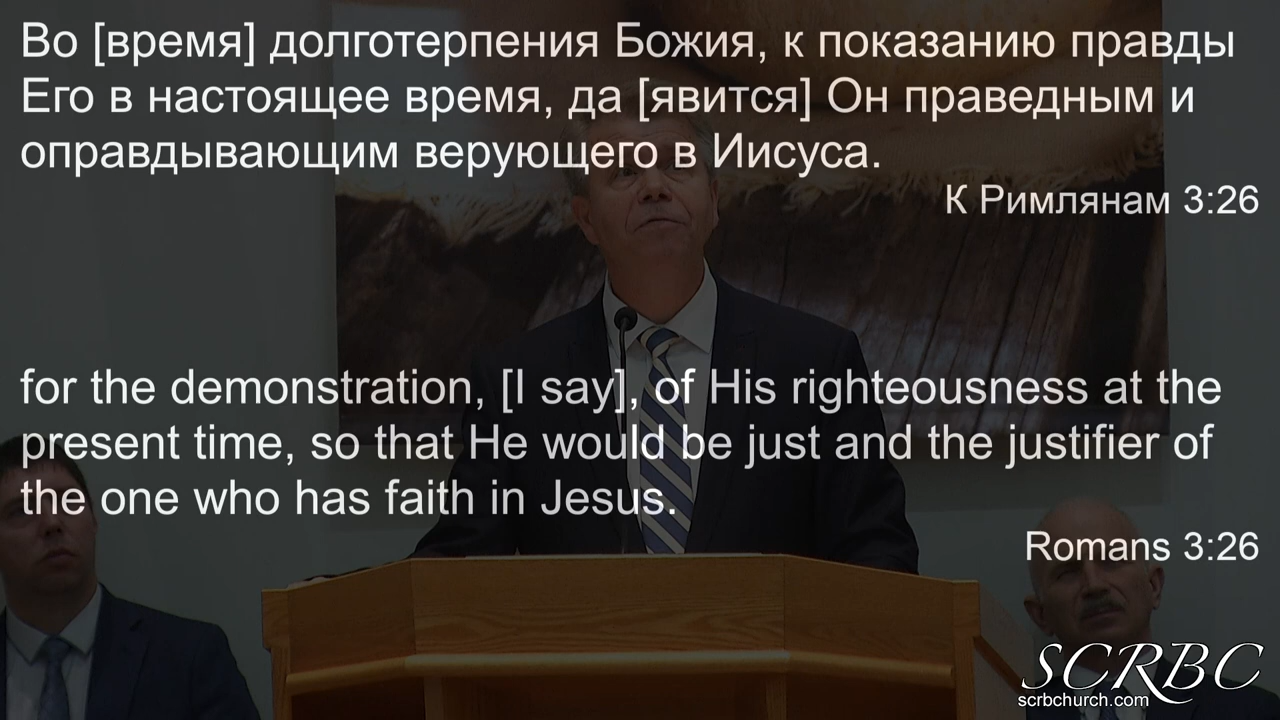 Во [время] долготерпения Божия, к показанию правды
Его в настоящее время, да [явится] Он праведным и
оправдывающим верующего в Иисуса.
К Римлянам 3:26
for the demonstration, [I say], of His righteousness at the
present time, so that He would be just and the justifier of
the one who has faith in Jesus.
Romans 3:26
SCRBC
scrbchurch.com